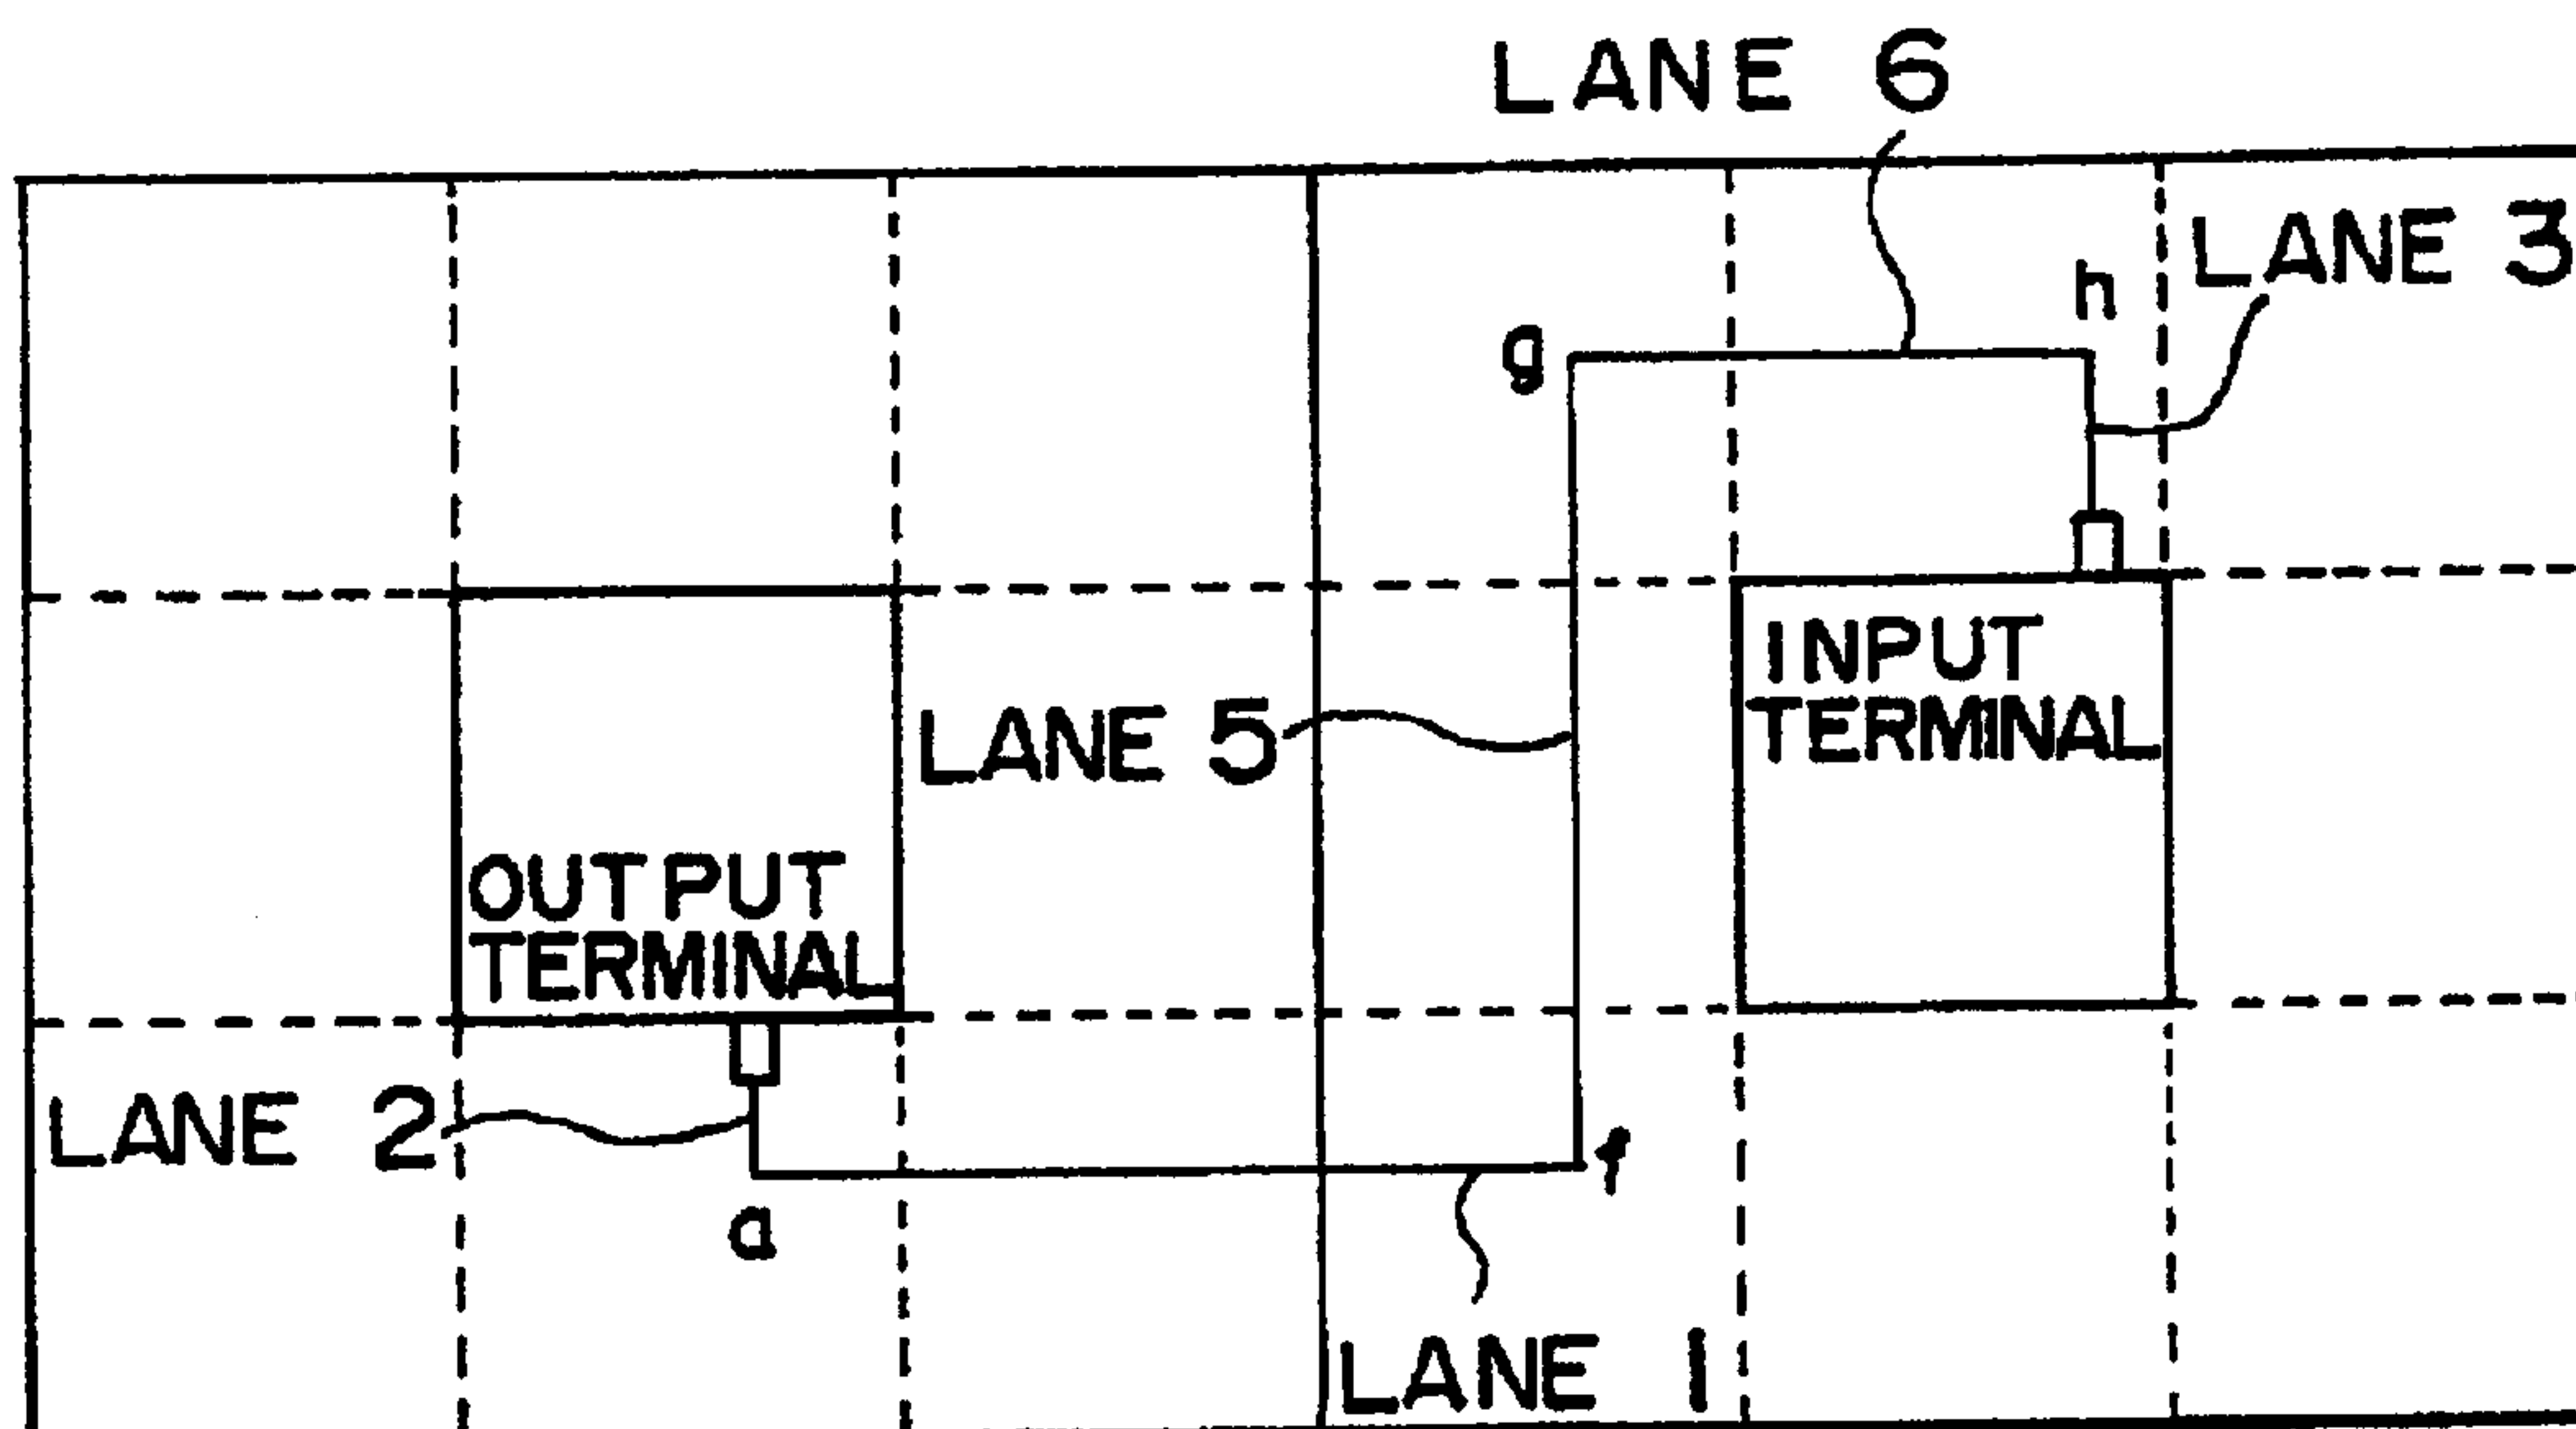 LANE 6
LANE 3
h
g
INPUT
TERMINAL
LANE 5
OUTPUT
TERMINAL
LANE 2
f
a
LANE 1